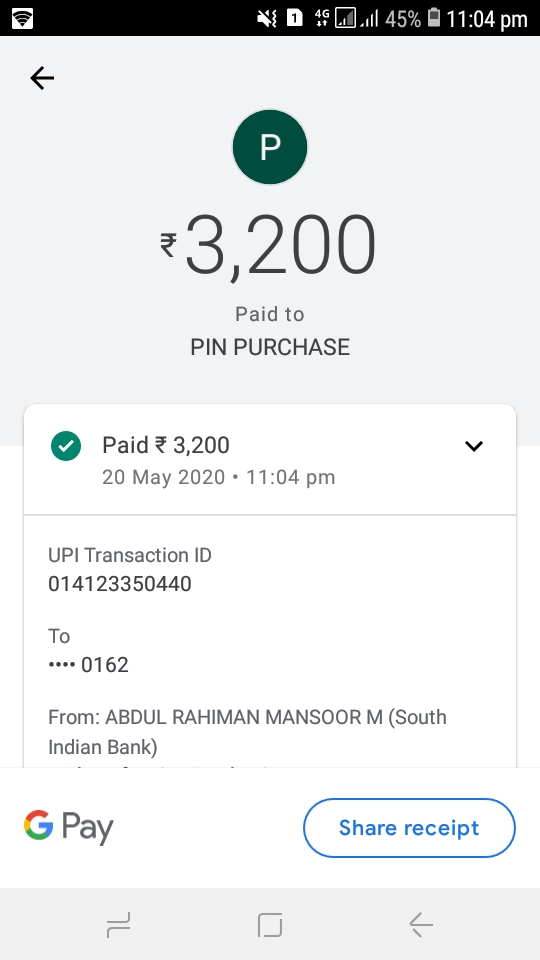 1 4G 45% 11:04 pm
P
₹3,200
Paid to
PIN PURCHASE
Paid ₹ 3,200
20 May 2020 • 11:04 pm
UPI Transaction ID
014123350440
To
•••• 0162
From: ABDUL RAHIMAN MANSOOR M (South
Indian Bank)
G Pay
Share receipt